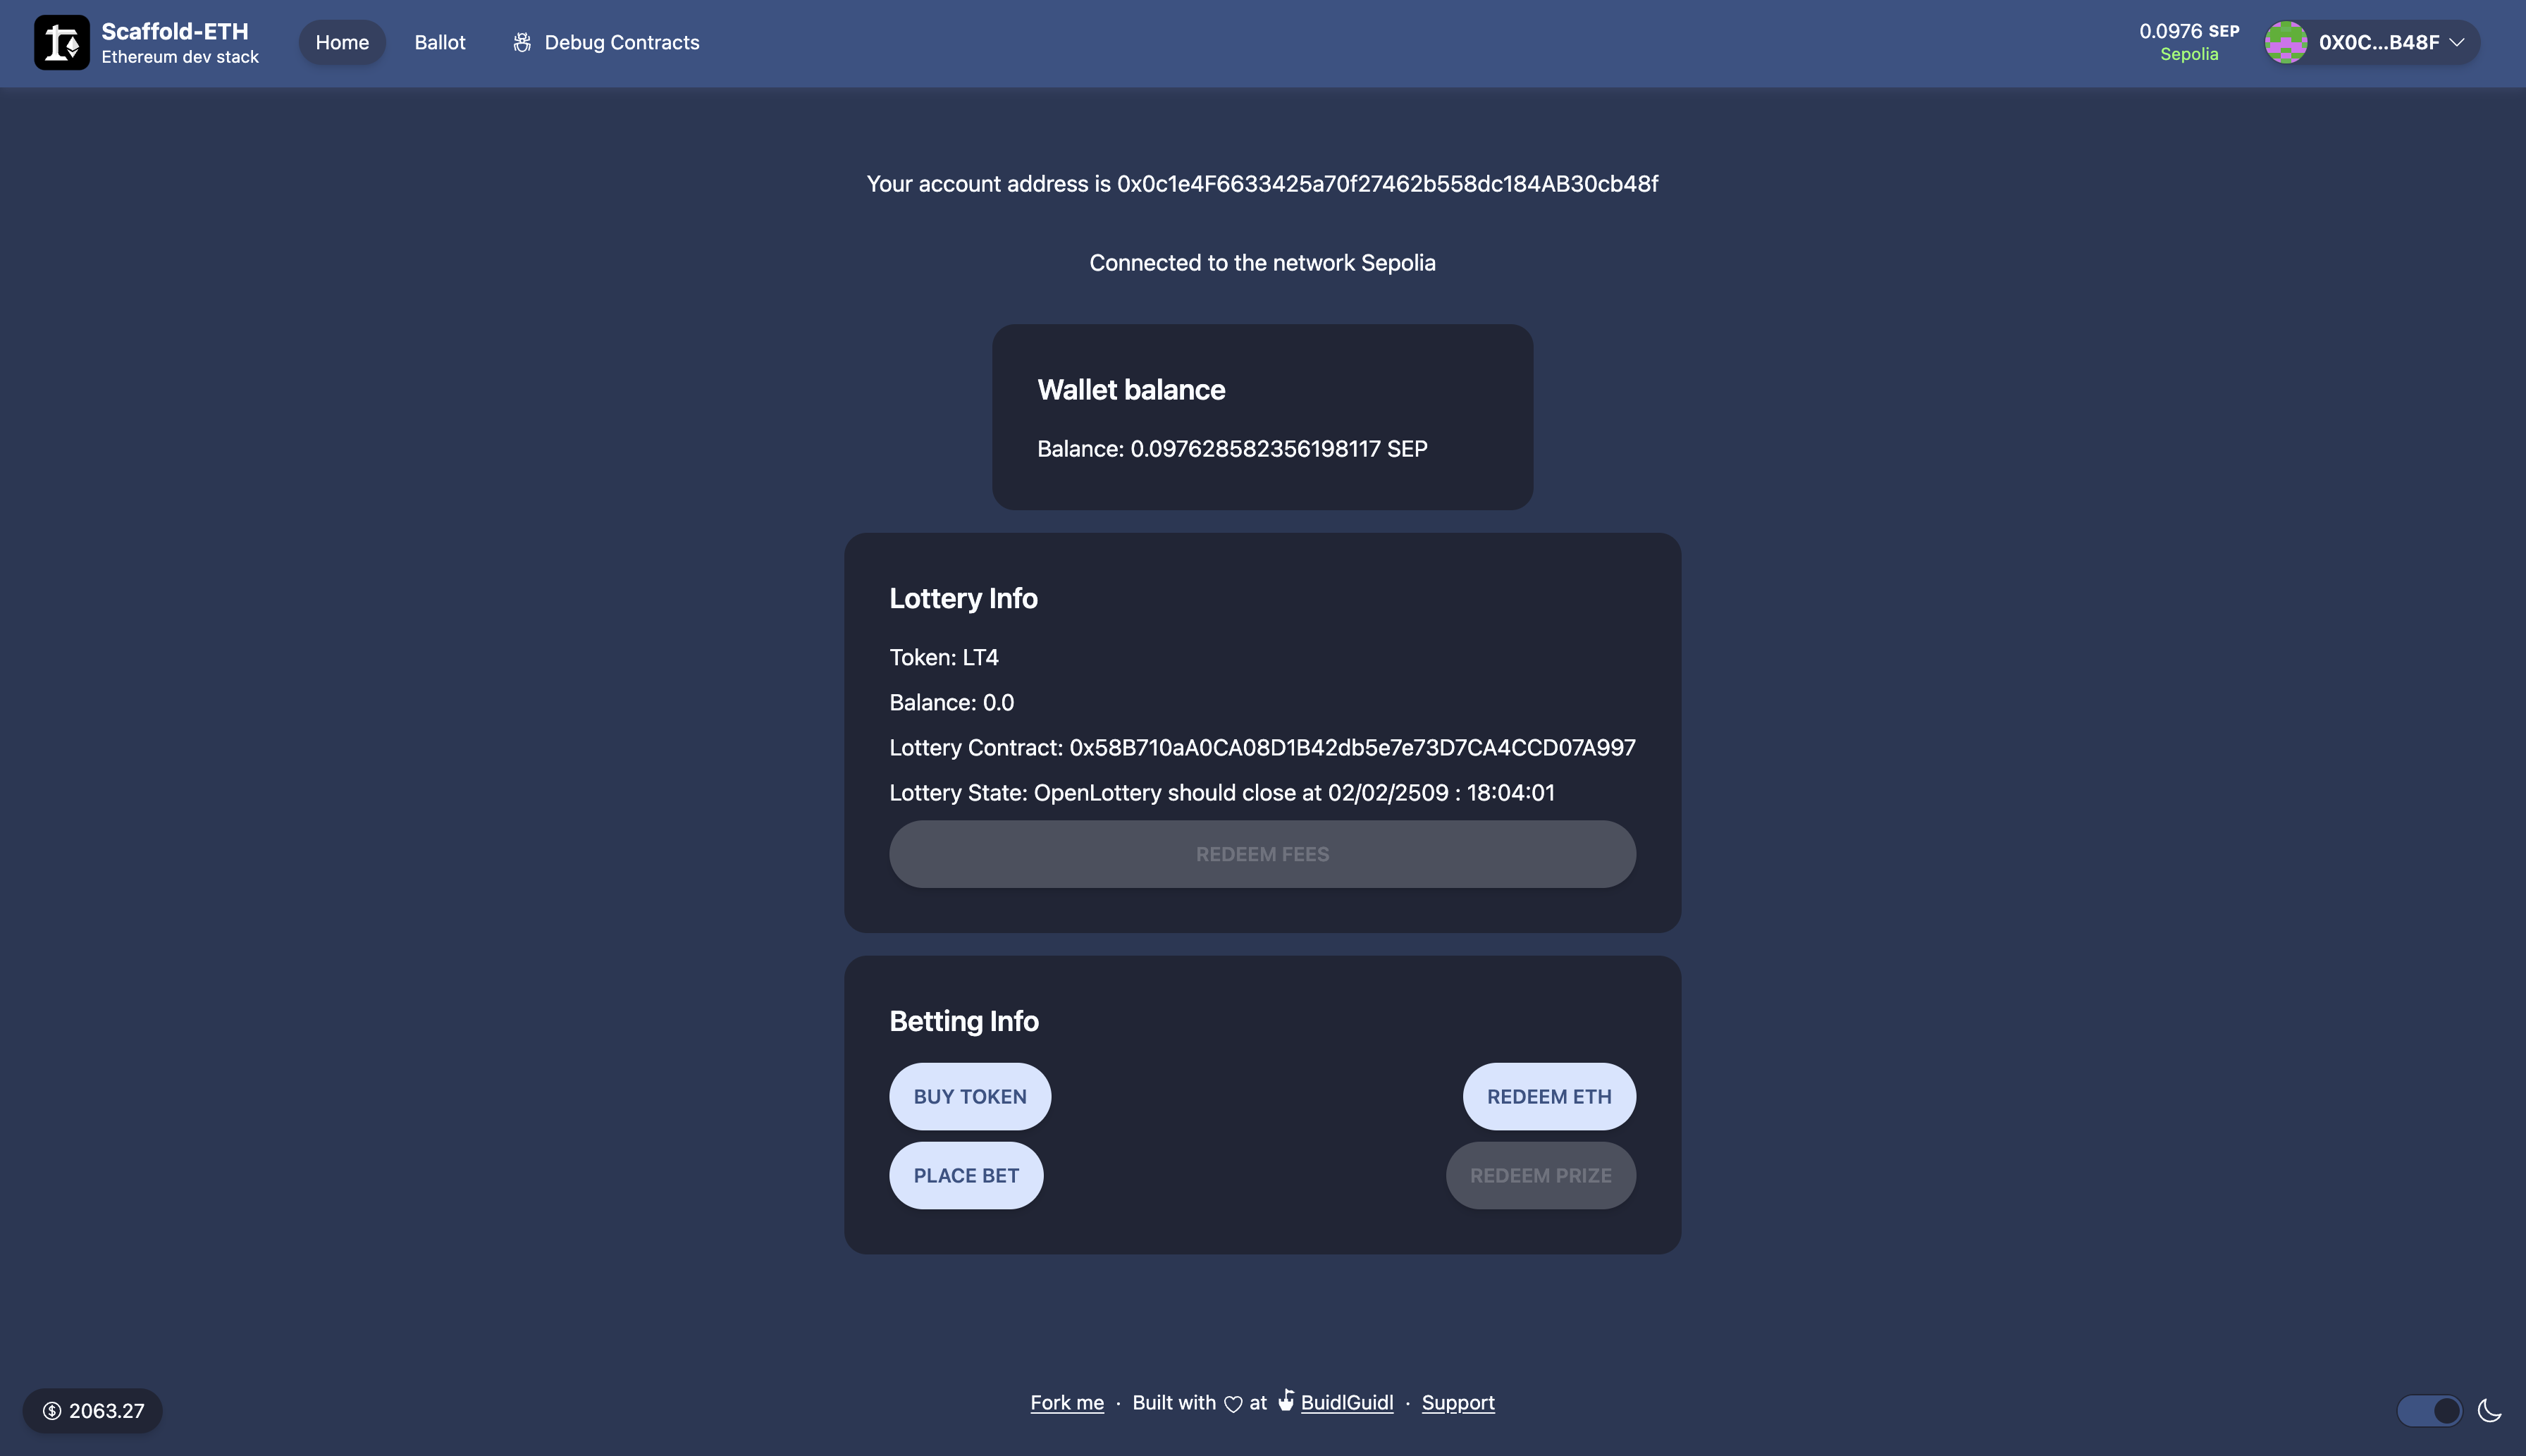 Scaffold-ETH
Ethereum dev stack
Home
Ballot
Debug Contracts
0.0976 SEP
Sepolia
0X0C...B48F
Your account address is 0x0c1e4F6633425a70f27462b558dc184AB30cb48f
Connected to the network Sepolia
Wallet balance
Balance: 0.097628582356198117 SEP
Lottery Info
Token: LT4
Balance: 0.0
Lottery Contract: 0x58B710aA0CA08D1B42db5e7e73D7CA4CCD07A997
Lottery State: OpenLottery should close at 02/02/2509 : 18:04:01
REDEEM FEES
Betting Info
BUY TOKEN
REDEEM ETH
PLACE BET
REDEEM PRIZE
2063.27
Fork me · Built with ♡ at BuidlGuidl · Support